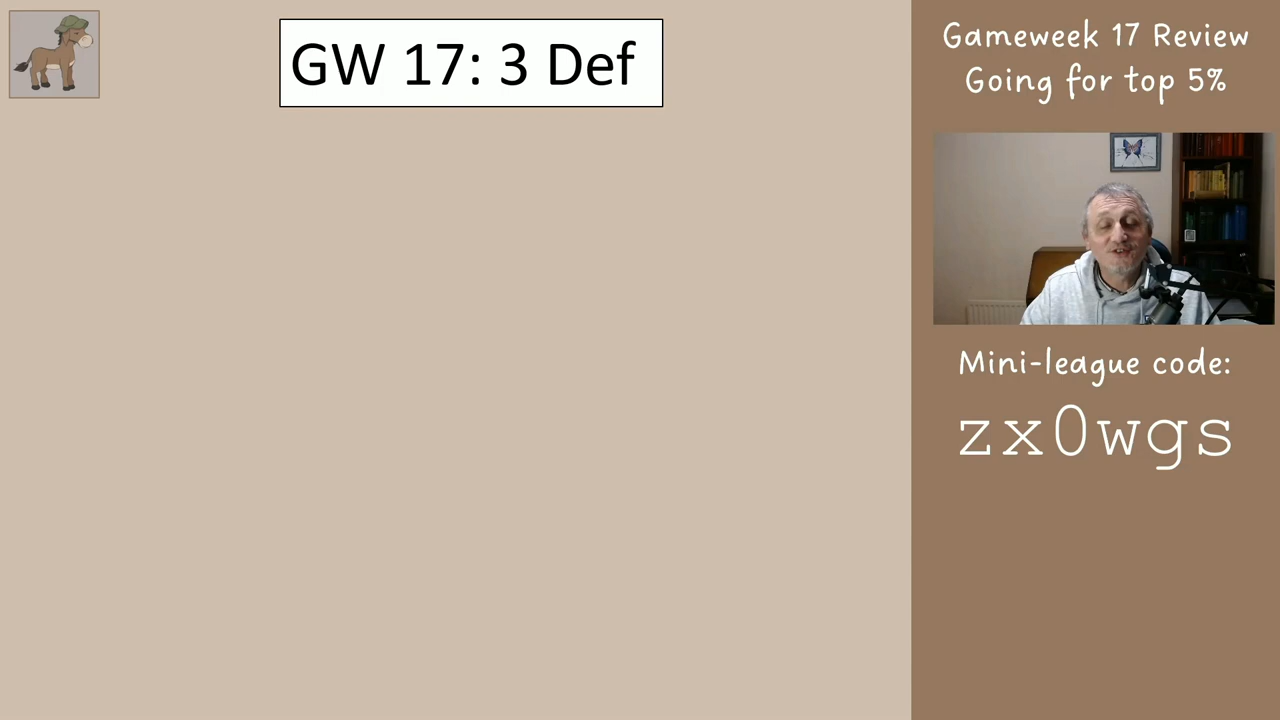 GW 17: 3 Def
Gameweek 17 Review
Going for top 5%
Mini-league code:
zx0wgs